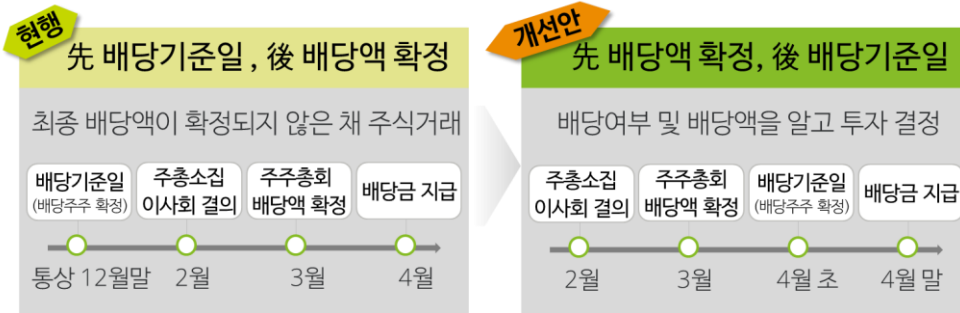 현행
先 배당기준일, 後 배당액 확정
최종 배당액이 확정되지 않은 채 주식거래
배당기준일
(배당주주 확정)
주총소집
이사회 결의
주주총회
배당액 확정
배당금 지급
통상 12월말
2월
3월
4월
개선안
先 배당액 확정, 後 배당기준일
배당여부 및 배당액을 알고 투자 결정
주총소집
이사회 결의
주주총회
배당액 확정
배당기준일
(배당주주 확정)
배당금 지급
2월
3월
4월 초
4월 말